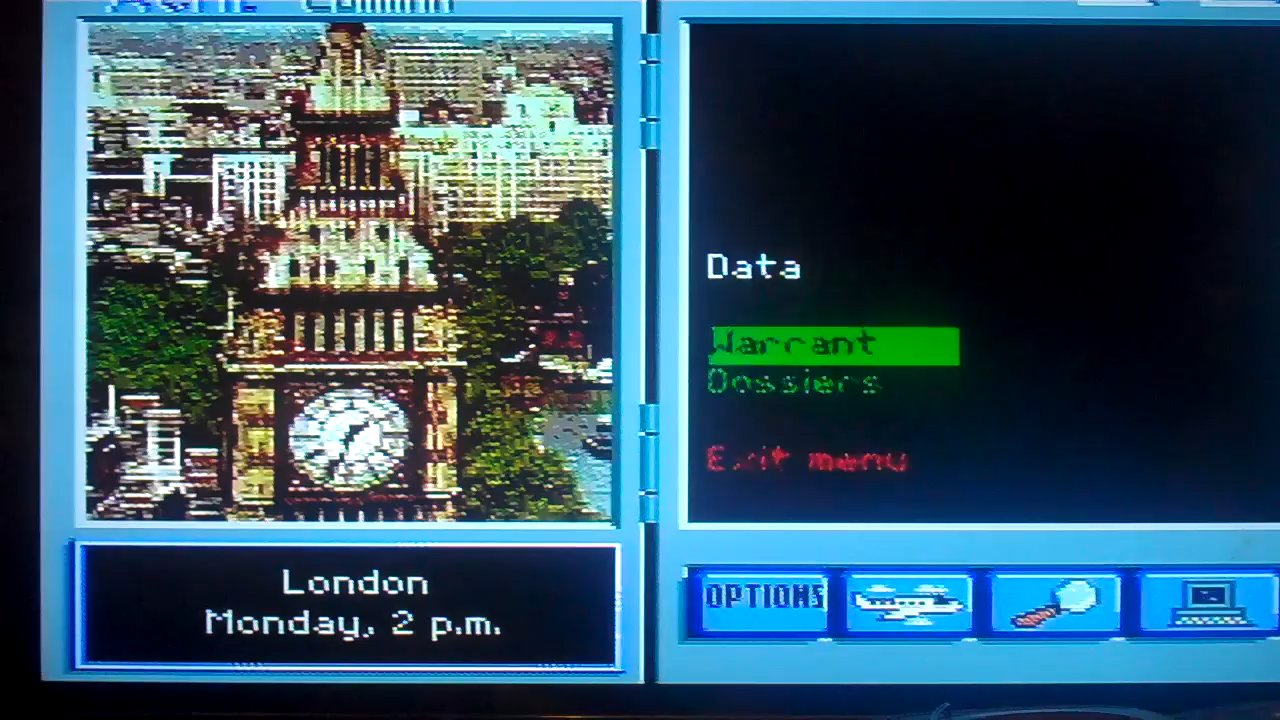 Data
Warrant
Dossiers
Exit menu
London
Monday, 2 p.m.
OPTIONS